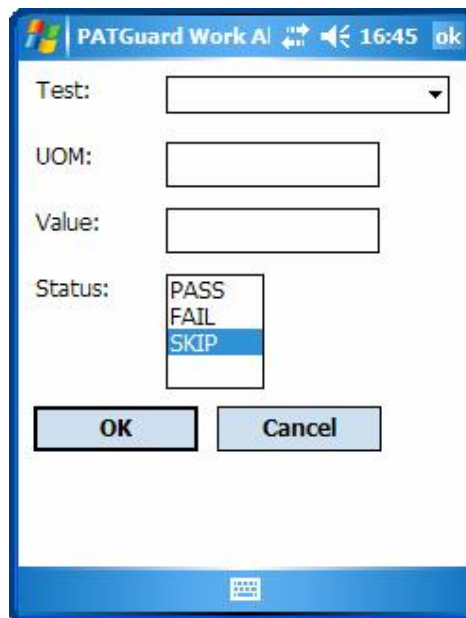 PATGuard Work Al 16:45 ok
Test:
UOM:
Value:
Status:
PASS
FAIL
SKIP
OK Cancel